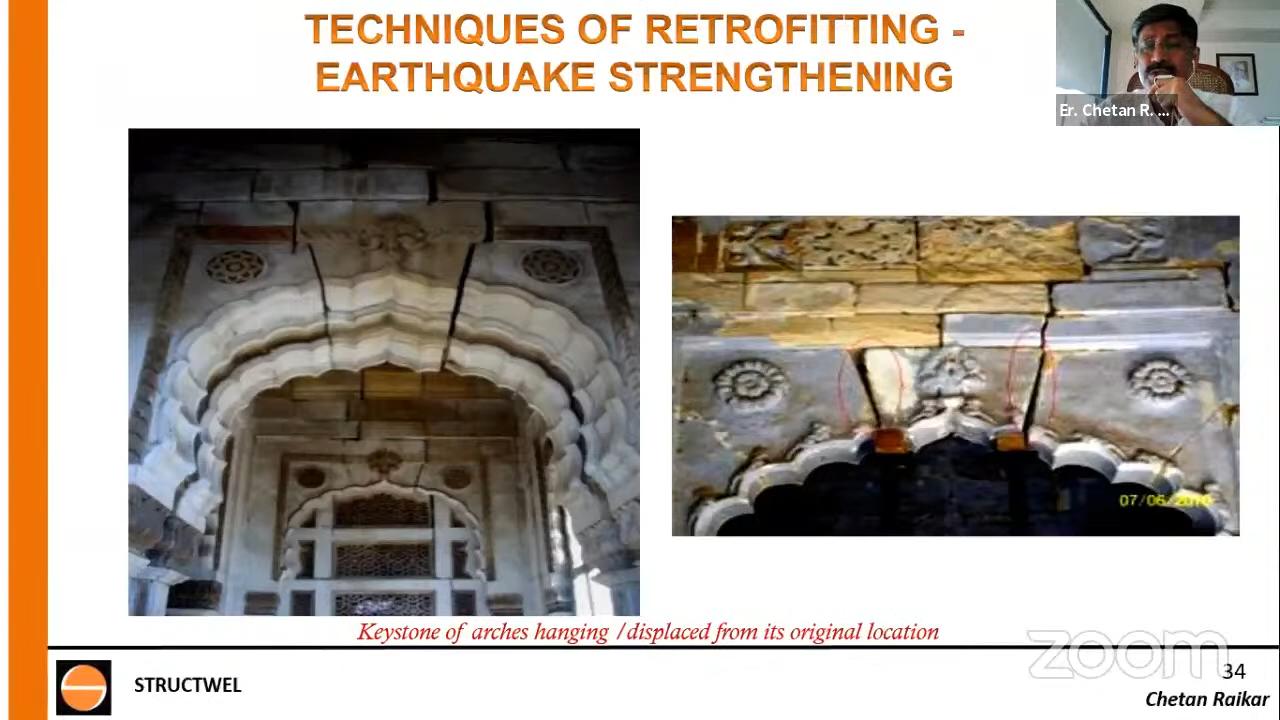 TECHNIQUES OF RETROFITTING -
EARTHQUAKE STRENGTHENING
Er. Chetan R. ...
07/06/2010
Keystone of arches hanging /displaced from its original location
zoom
34
STRUCTWEL
Chetan Raikar